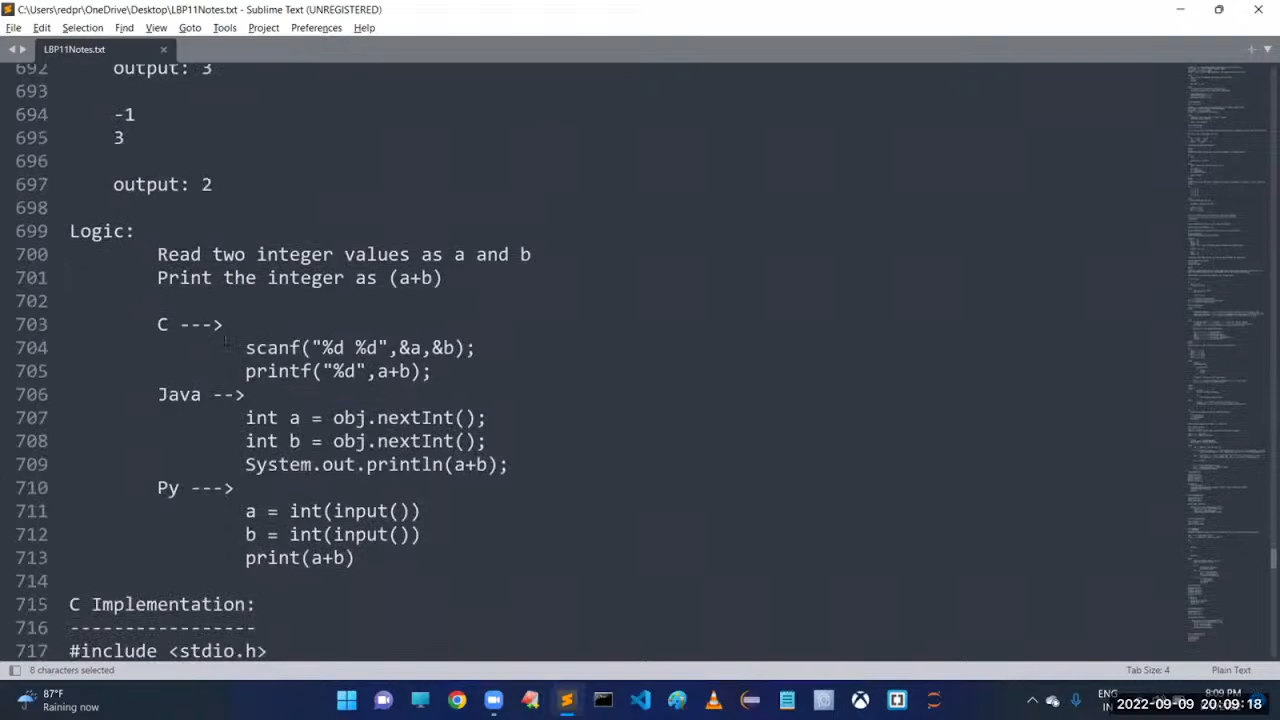 C:\Users\redpr\OneDrive\Desktop\LBP11Notes.txt - Sublime Text (UNREGISTERED)
File Edit Selection Find View Goto Tools Project Preferences Help
LBP11Notes.txt
692 output: 3
693
694 -1
695 3
696
697 output: 2
698
699 Logic:
700 Read two integer values as a and b
701 Print the integer as (a+b)
702
703 C --->
704 scanf("%d %d",&a,&b);
705 printf("%d",a+b);
706 Java -->
707 int a = obj.nextInt();
708 int b = obj.nextInt();
709 System.out.println(a+b);
710 Py --->
711 a = int(input())
712 b = int(input())
713 print(a+b)
714
715 C Implementation:
716 -----------------
717 #include <stdio.h>
8 characters selected
Tab Size: 4
Plain Text
87°F
Raining now
ENG
IN
8:09 PM
2022-09-09 20:09:18